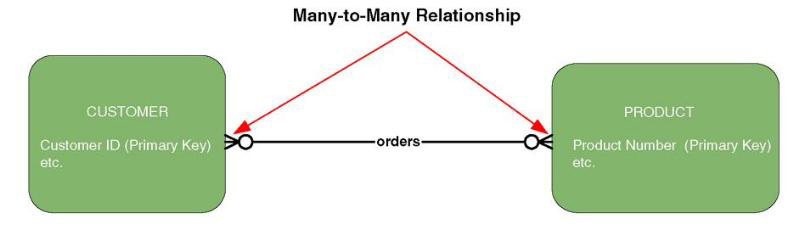 Many-to-Many Relationship
CUSTOMER
Customer ID (Primary Key)
etc.
orders
PRODUCT
Product Number  (Primary Key)
etc.